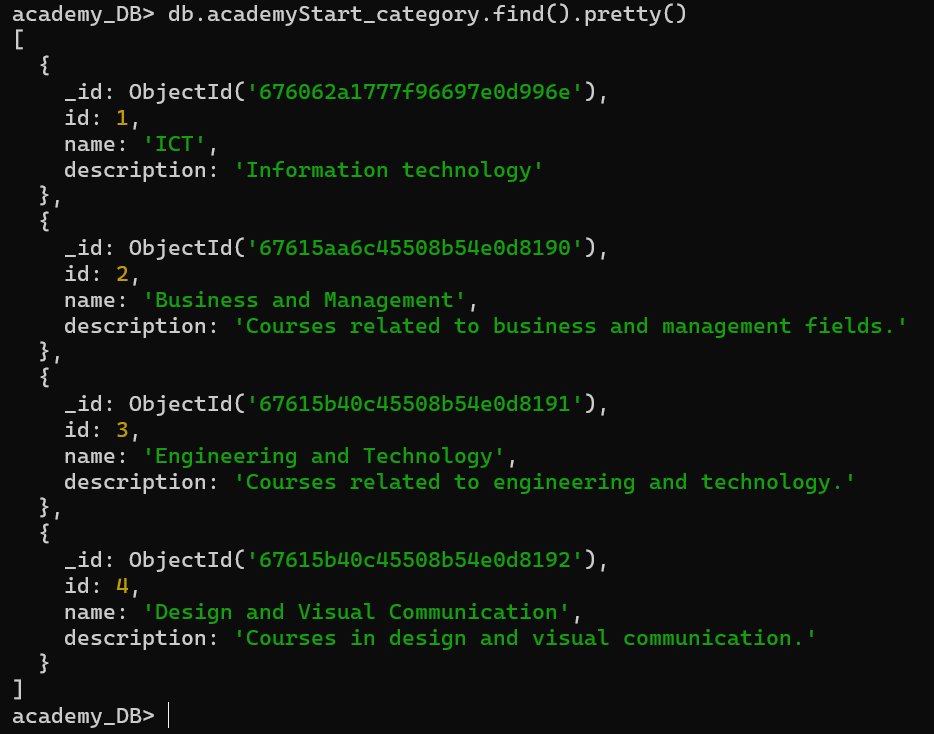 academy_DB> db.academyStart_category.find().pretty()
[
  {
    _id: ObjectId('676062a1777f96697e0d996e'),
    id: 1,
    name: 'ICT',
    description: 'Information technology'
  },
  {
    _id: ObjectId('67615aa6c45508b54e0d8190'),
    id: 2,
    name: 'Business and Management',
    description: 'Courses related to business and management fields.'
  },
  {
    _id: ObjectId('67615b40c45508b54e0d8191'),
    id: 3,
    name: 'Engineering and Technology',
    description: 'Courses related to engineering and technology.'
  },
  {
    _id: ObjectId('67615b40c45508b54e0d8192'),
    id: 4,
    name: 'Design and Visual Communication',
    description: 'Courses in design and visual communication.'
  }
]
academy_DB>